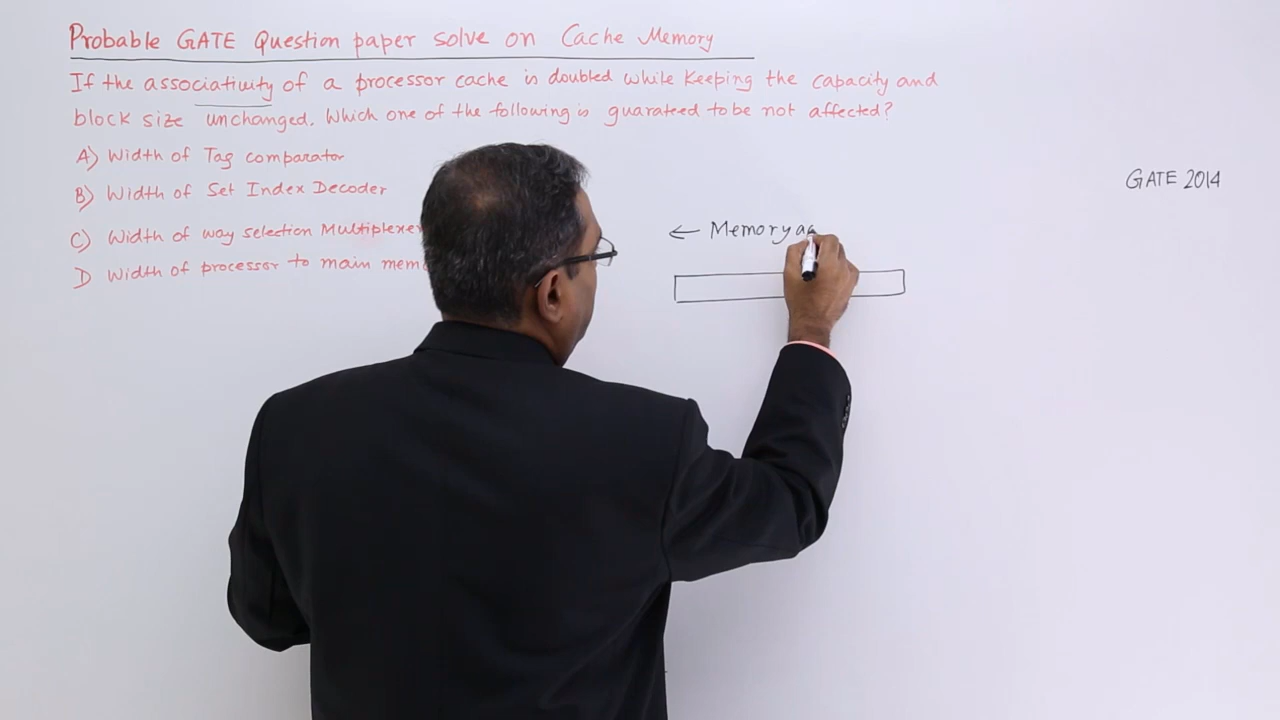 Probable GATE Question paper solve on Cache Memory
If the associativity of a processor cache is doubled while keeping the capacity and
block size unchanged. Which one of the following is guarateed to be not affected?
A) Width of Tag comparator
B) Width of Set Index Decoder
C) Width of way selection Multiplexer
D Width of processor to main mem
GATE 2014
← Memory